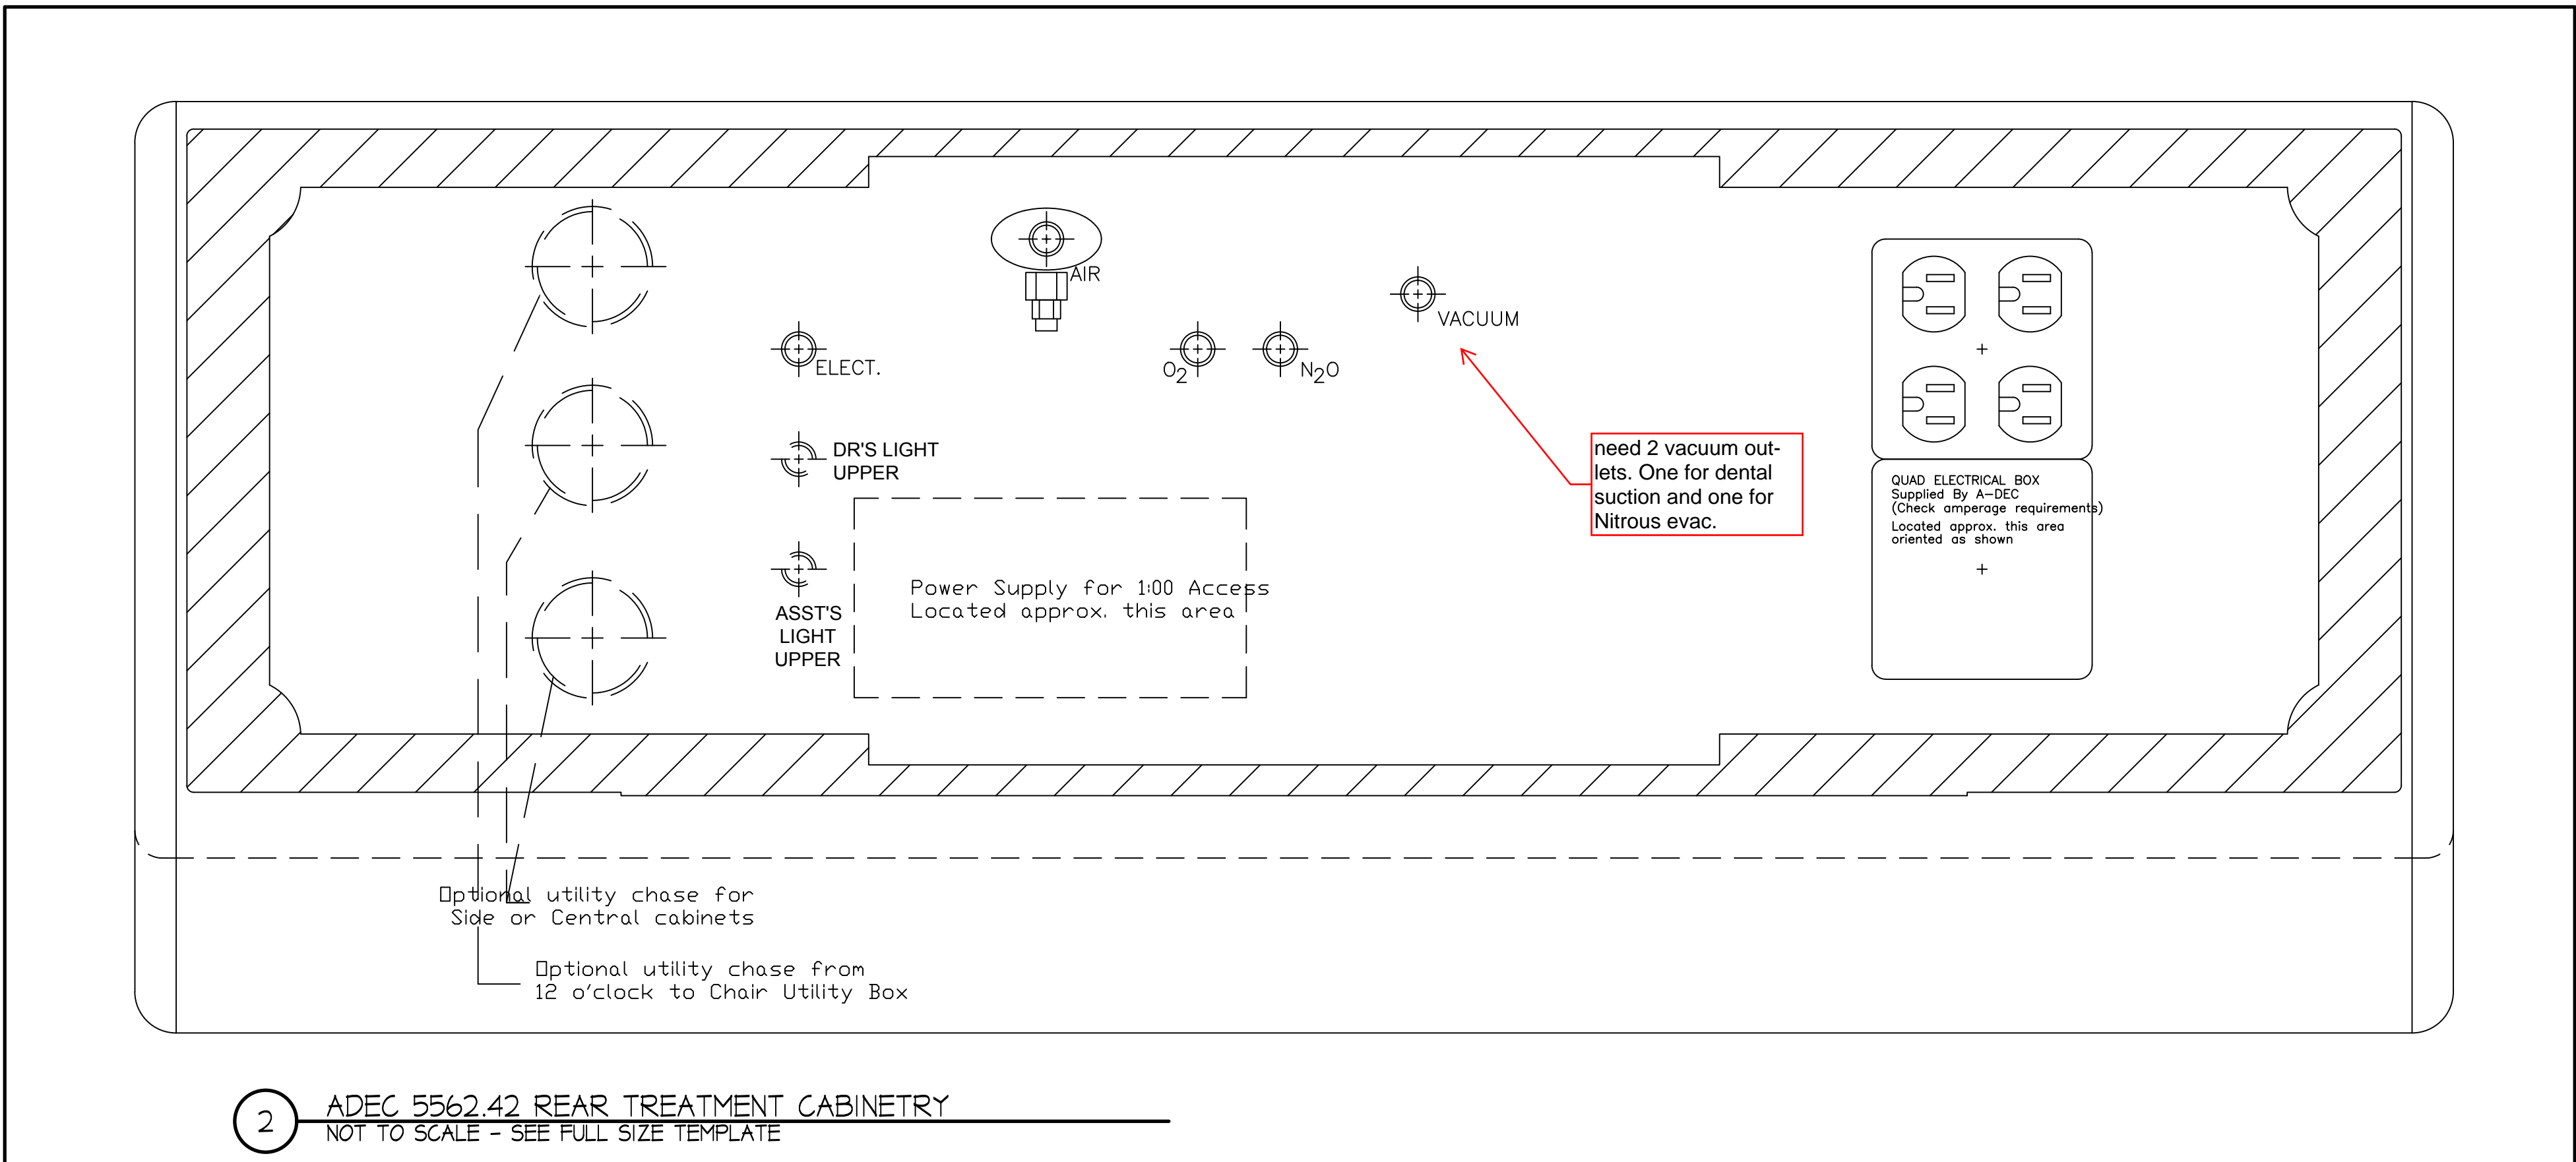 AIR
VACUUM
ELECT.
O2
N2O
DR'S LIGHT
UPPER
need 2 vacuum out-
lets. One for dental
suction and one for
Nitrous evac.
QUAD ELECTRICAL BOX
Supplied By A-DEC
(Check amperage requirements)
Located approx. this area
oriented as shown
Power Supply for 1:00 Access
Located approx. this area
ASST'S
LIGHT
UPPER
Optional utility chase for
Side or Central cabinets
Optional utility chase from
12 o'clock to Chair Utility Box
2
ADEC 5562.42 REAR TREATMENT CABINETRY
NOT TO SCALE - SEE FULL SIZE TEMPLATE